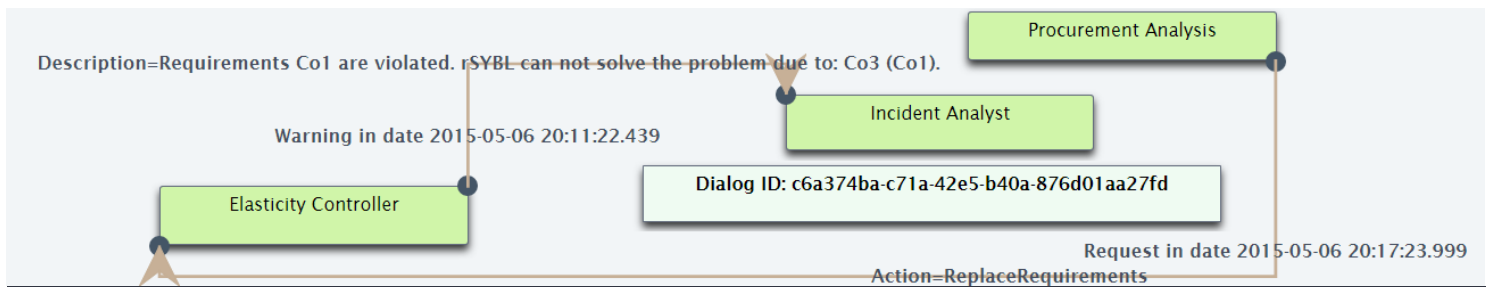 Procurement Analysis
Description=Requirements Co1 are violated. rSYBL can not solve the problem due to: Co3 (Co1).
Incident Analyst
Warning in date 2015-05-06 20:11:22.439
Dialog ID: c6a374ba-c71a-42e5-b40a-876d01aa27fd
Elasticity Controller
Request in date 2015-05-06 20:17:23.999
Action=ReplaceRequirements